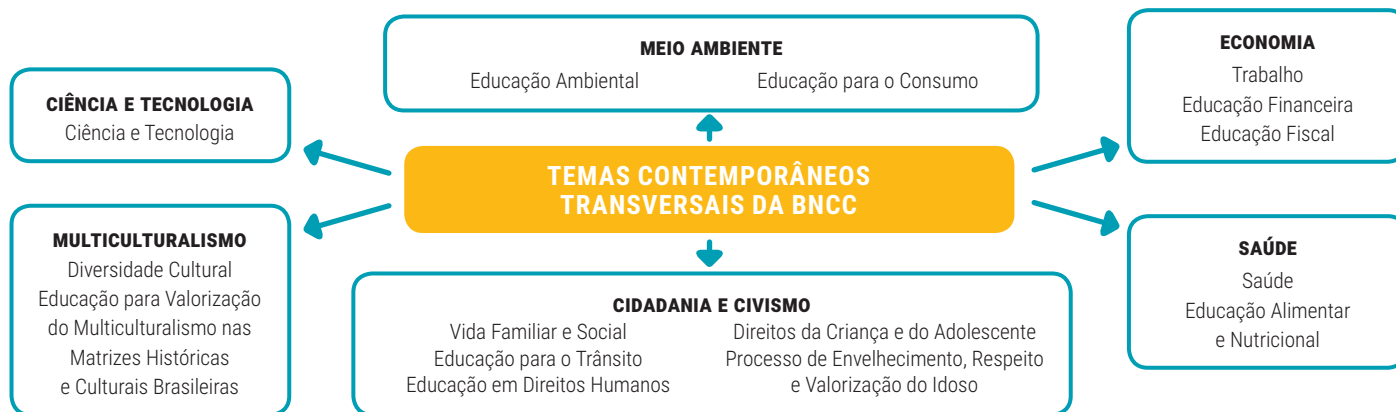 MEIO AMBIENTE
Educação Ambiental
Educação para o Consumo
ECONOMIA
Trabalho
Educação Financeira
Educação Fiscal
CIÊNCIA E TECNOLOGIA
Ciência e Tecnologia
TEMAS CONTEMPORÂNEOS
TRANSVERSAIS DA BNCC
MULTICULTURALISMO
Diversidade Cultural
Educação para Valorização
do Multiculturalismo nas
Matrizes Históricas
e Culturais Brasileiras
CIDADANIA E CIVISMO
Vida Familiar e Social
Educação para o Trânsito
Educação em Direitos Humanos
Direitos da Criança e do Adolescente
Processo de Envelhecimento, Respeito
e Valorização do Idoso
SAÚDE
Saúde
Educação Alimentar
e Nutricional